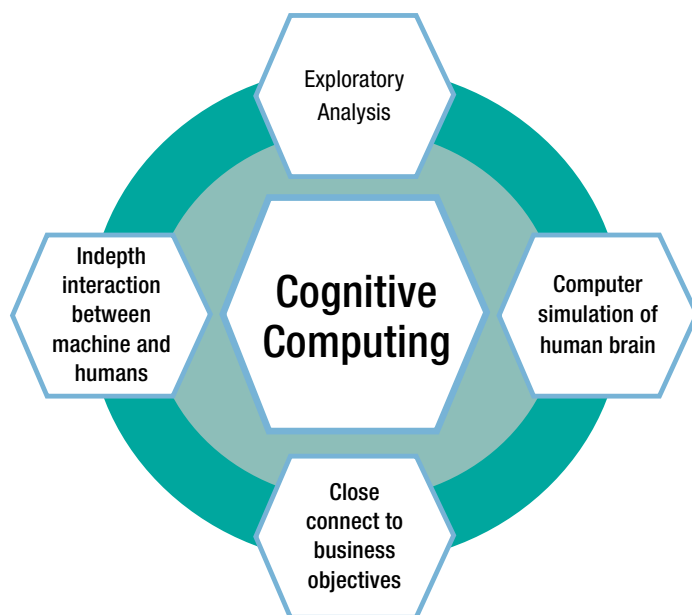 Exploratory
Analysis
Indepth
interaction
between
machine and
humans
Cognitive
Computing
Computer
simulation of
human brain
Close
connect to
business
objectives